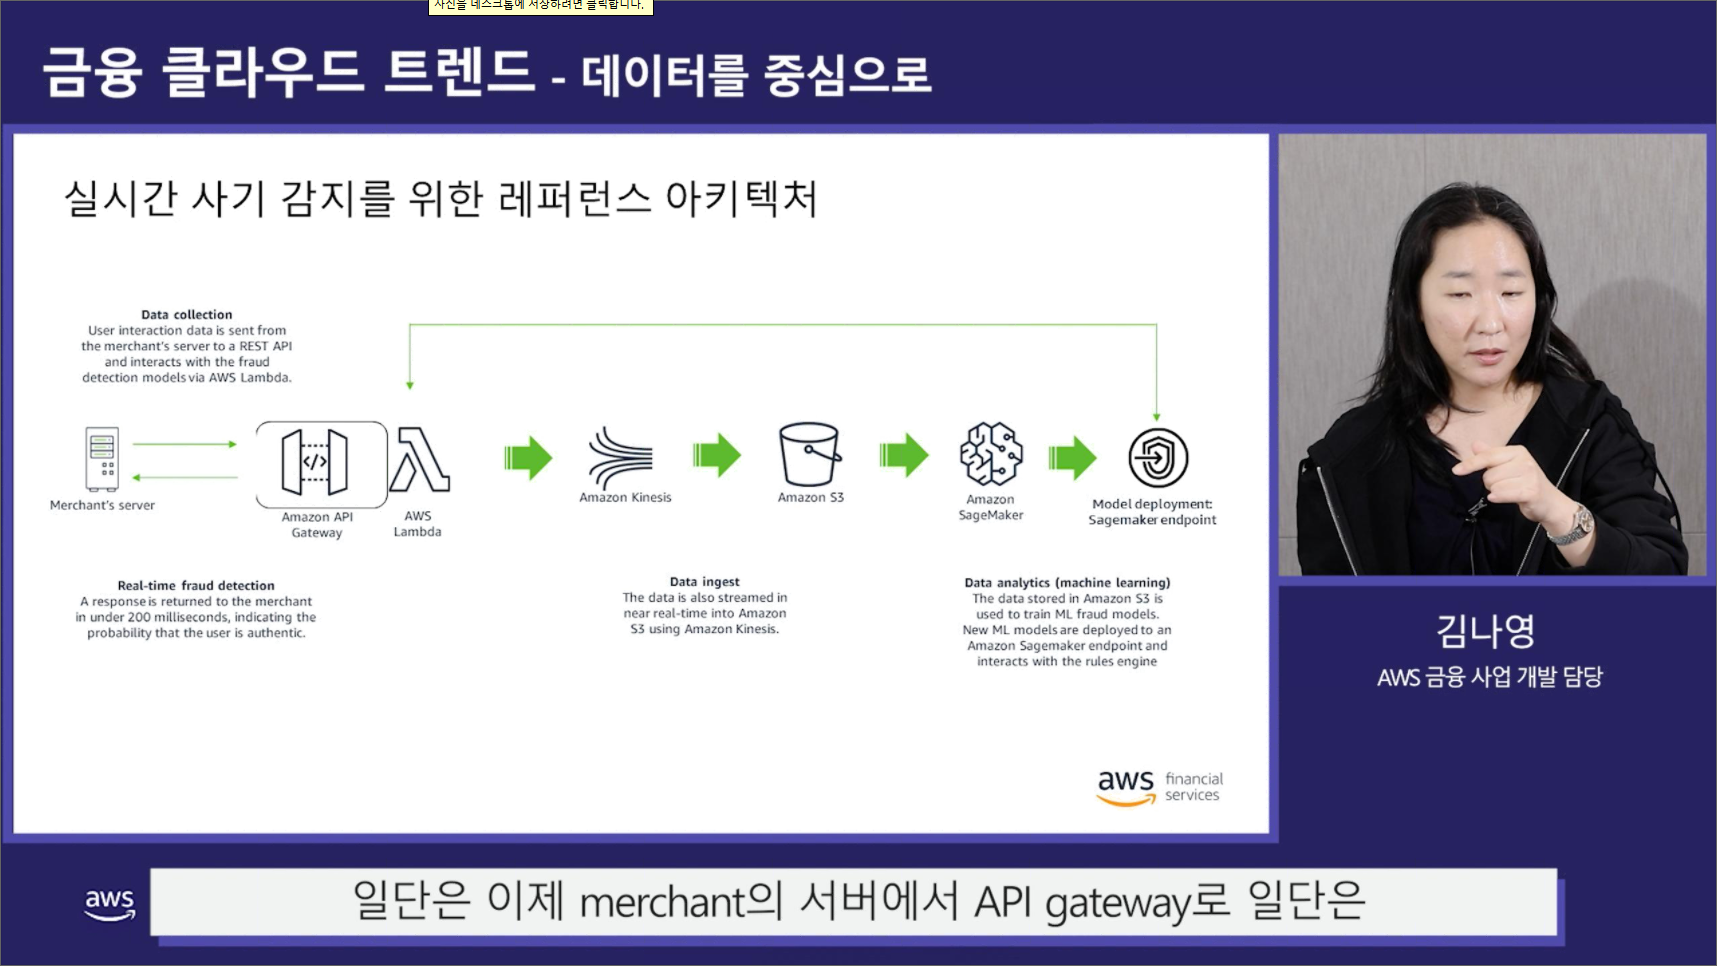 사진을 데스크톱에 저장하려면 클릭합니다.
금융 클라우드 트렌드 - 데이터를 중심으로
실시간 사기 감지를 위한 레퍼런스 아키텍처
Data collection
User interaction data is sent from
the merchant's server to a REST API
and interacts with the fraud
detection models via AWS Lambda.
Merchant's server
Amazon API
Gateway
AWS
Lambda
Amazon Kinesis
Amazon S3
Amazon
SageMaker
Model deployment:
Sagemaker endpoint
Real-time fraud detection
A response is returned to the merchant
in under 200 milliseconds, indicating the
probability that the user is authentic.
Data ingest
The data is also streamed in
near real-time into Amazon
S3 using Amazon Kinesis.
Data analytics (machine learning)
The data stored in Amazon S3 is
used to train ML fraud models.
New ML models are deployed to an
Amazon Sagemaker endpoint and
interacts with the rules engine
aws financial
services
김나영
AWS 금융 사업 개발 담당
aws
일단은 이제 merchant의 서버에서 API gateway로 일단은